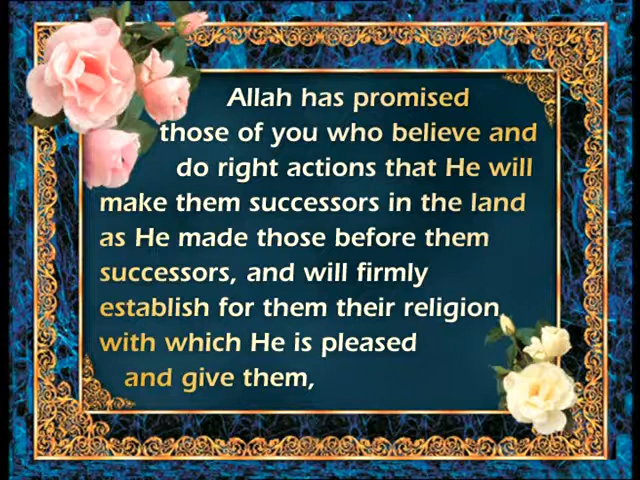 Allah has promised
those of you who believe and
do right actions that He will
make them successors in the land
as He made those before them
successors, and will firmly
establish for them their religion
with which He is pleased
and give them,